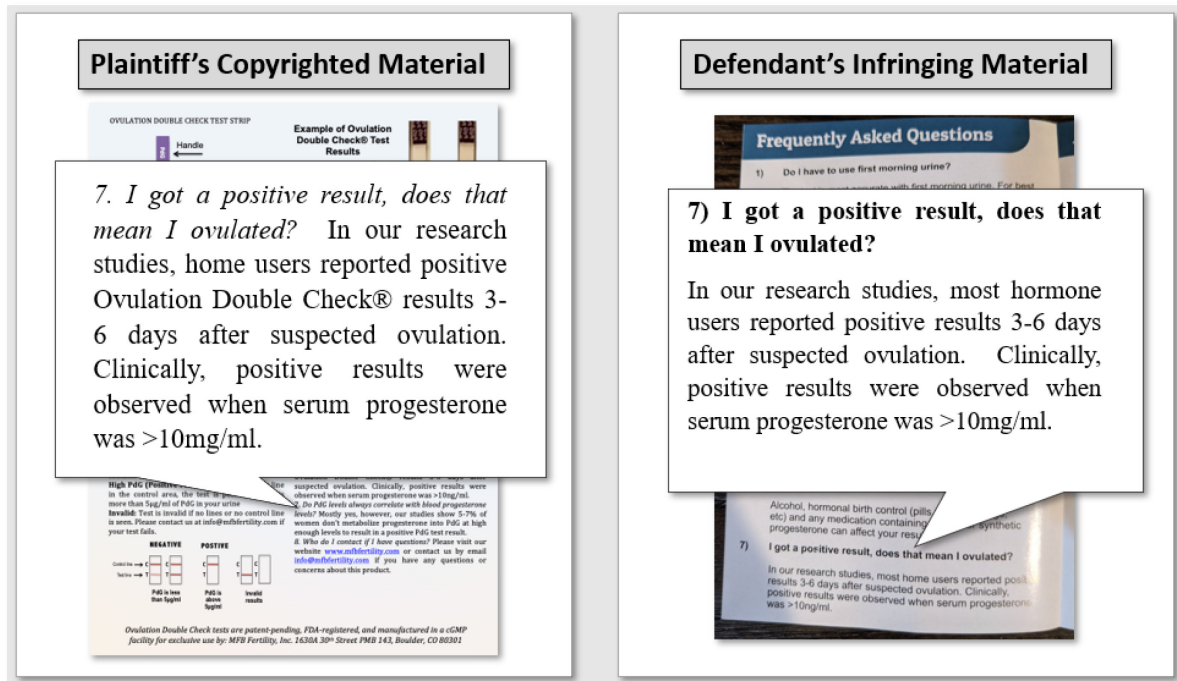 Plaintiff's Copyrighted Material
OVULATION DOUBLE CHECK TEST STRIP
Handle
PdG
Example of Ovulation
Double Check® Test
Results
7. I got a positive result, does that
mean I ovulated? In our research
studies, home users reported positive
Ovulation Double Check® results 3-
6 days after suspected ovulation.
Clinically, positive results were
observed when serum progesterone
was >10mg/ml.
High PdG (Positive
line
in the control area, the test is
more than 5µg/ml of PdG in your urine
Invalid: Test is invalid if no lines or no control line
is seen. Please contact us at info@mfbfertility.com if
your test fails.
NEGATIVE POSITIVE
Control line C C C C C
Test line T T T T T
PdG is less
than 5µg/ml
PdG is
above
5µg/ml
Invalid
results
suspected ovulation. Clinically, positive results were
observed when serum progesterone was >10ng/ml.
7. Do PdG levels always correlate with blood progesterone
levels? Mostly yes, however, our studies show 5-7% of
women don't metabolize progesterone into PdG at high
enough levels to result in a positive PdG test result.
8. Who do I contact if I have questions? Please visit our
website www.mfbfertility.com or contact us by email
info@mfbfertility.com if you have any questions or
concerns about this product.
Ovulation Double Check tests are patent-pending, FDA-registered, and manufactured in a cGMP
facility for exclusive use by: MFB Fertility, Inc. 1630A 30th Street PMB 143, Boulder, CO 80301
Defendant's Infringing Material
Frequently Asked Questions
1) Do I have to use first morning urine?
accurate with first morning urine. For best
7) I got a positive result, does that
mean I ovulated?
In our research studies, most hormone
users reported positive results 3-6 days
after suspected ovulation. Clinically,
positive results were observed when
serum progesterone was >10mg/ml.
Alcohol, hormonal birth control (pills,
etc) and any medication containing synthetic
progesterone can affect your
7) I got a positive result, does that mean I ovulated?
In our research studies, most home users reported
results 3-6 days after suspected ovulation. Clinically,
positive results were observed when serum progesterone
was >10ng/ml.